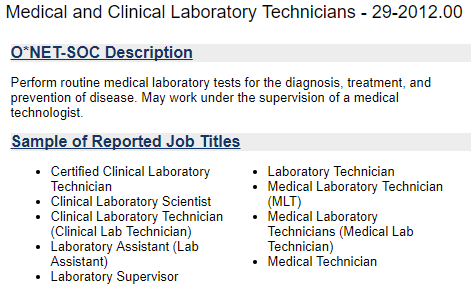 Medical and Clinical Laboratory Technicians - 29-2012.00
O*NET-SOC Description
Perform routine medical laboratory tests for the diagnosis, treatment, and
prevention of disease. May work under the supervision of a medical
technologist.
Sample of Reported Job Titles
• Certified Clinical Laboratory
Technician
• Clinical Laboratory Scientist
• Clinical Laboratory Technician
(Clinical Lab Technician)
• Laboratory Assistant (Lab
Assistant)
• Laboratory Supervisor
• Laboratory Technician
• Medical Laboratory Technician
(MLT)
• Medical Laboratory
Technicians (Medical Lab
Technician)
• Medical Technician